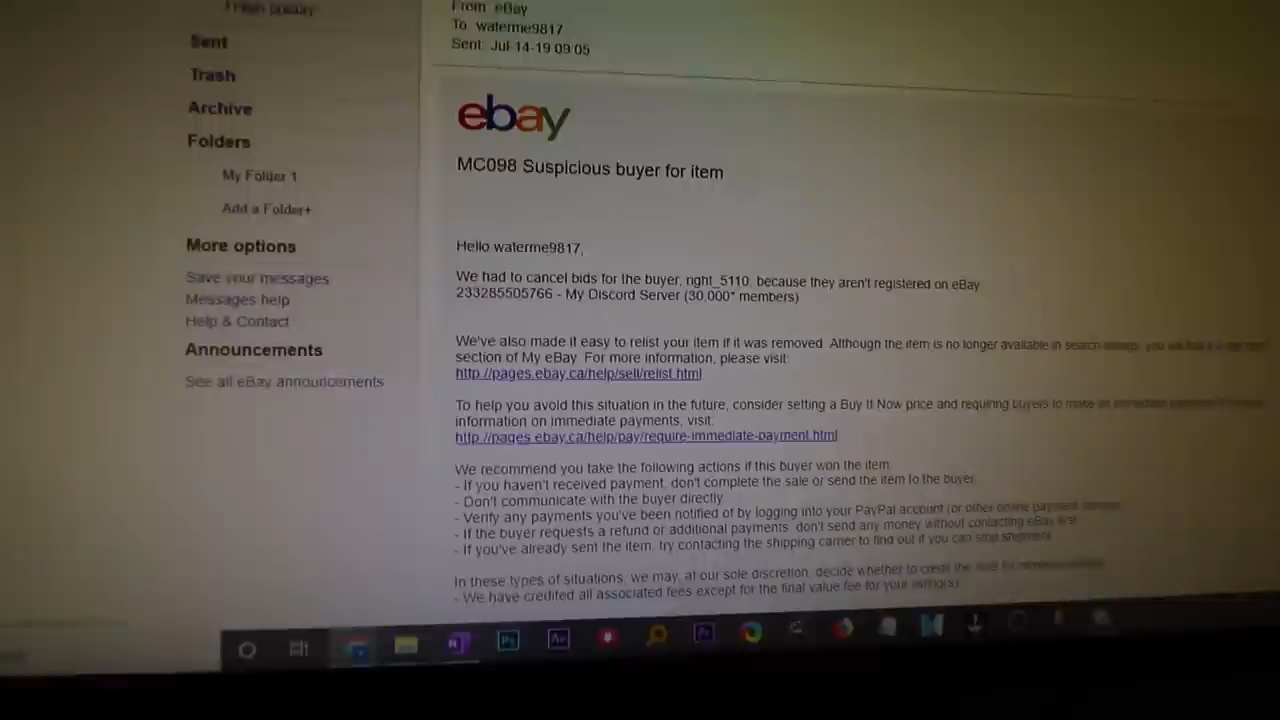 Sent
Trash
Archive
Folders
My Folder 1
Add a Folder+
More options
Save your messages
Messages help
Help & Contact
Announcements
See all eBay announcements
From: eBay
To: waterme9817
Sent: Jul-14-19 09:05
ebay
MC098 Suspicious buyer for item
Hello waterme9817,
We had to cancel bids for the buyer, right_5110, because they aren't registered on eBay
233285505766 - My Discord Server (30,000* members)
We've also made it easy to relist your item if it was removed. Although the item is no longer available in search
section of My eBay. For more information, please visit:
http://pages.ebay.ca/help/sell/relist.html
To help you avoid this situation in the future, consider setting a Buy It Now price and requiring buyers to make an immediate payment
information on immediate payments, visit:
http://pages.ebay.ca/help/pay/require-immediate-payment.html
We recommend you take the following actions if this buyer won the item:
- If you haven't received payment, don't complete the sale or send the item to the buyer.
- Don't communicate with the buyer directly.
- Verify any payments you've been notified of by logging into your PayPal account (or other online payment
- If the buyer requests a refund or additional payments, don't send any money without contacting eBay first.
- If you've already sent the item, try contacting the shipping carrier to find out if you can stop shipment.
In these types of situations, we may, at our sole discretion, decide whether to credit the
- We have credited all associated fees except for the final value fee for your listing(s)
Ps
Ae
Pr